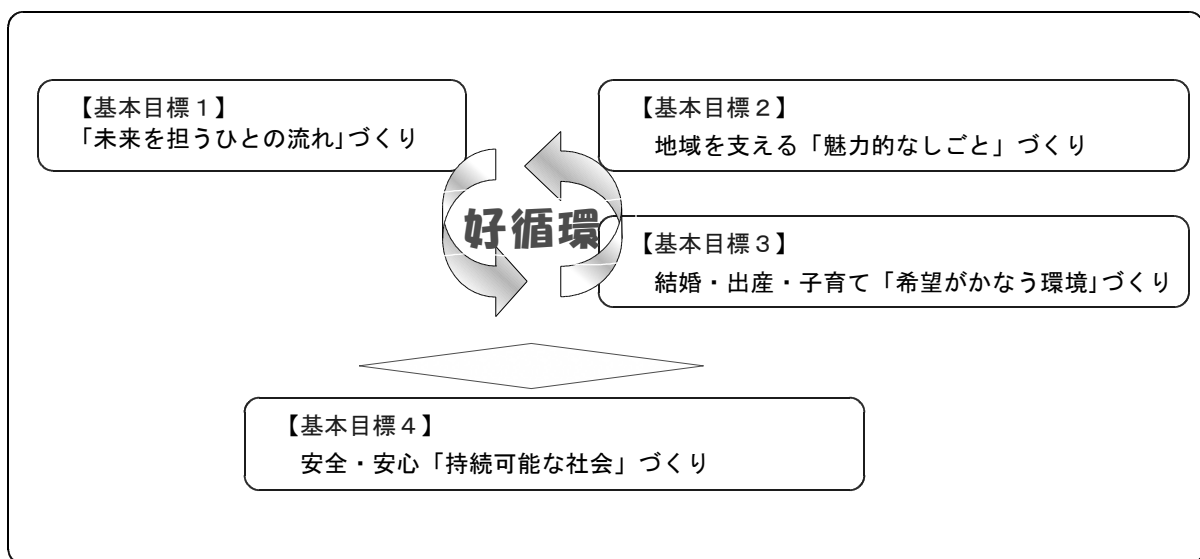 【基本目標１】
「未来を担うひとの流れ」づくり
【基本目標２】
地域を支える「魅力的なしごと」づくり
好循環
【基本目標３】
結婚・出産・子育て「希望がかなう環境」づくり
【基本目標４】
安全・安心「持続可能な社会」づくり